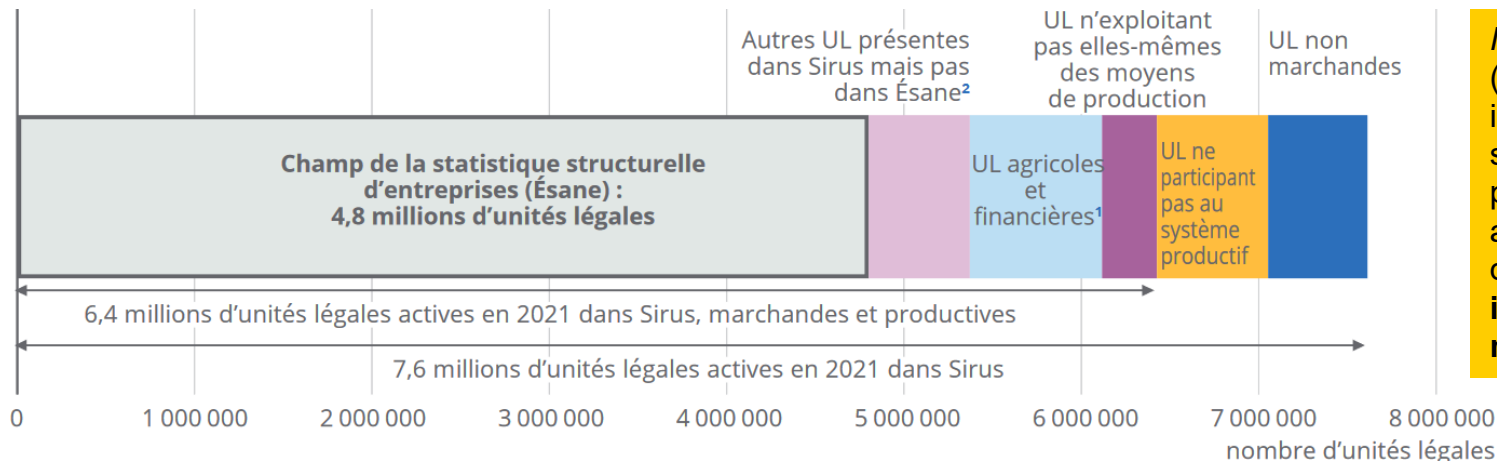 Autres UL présentes
dans Sirus mais pas
dans Ésane²
UL n’exploitant
pas elles-mêmes
des moyens
de production
UL non
marchandes
Champ de la statistique structurelle
d’entreprises (Ésane) :
4,8 millions d’unités légales
UL agricoles
et
financières¹
UL ne
participant
pas au
système
productif
6,4 millions d’unités légales actives en 2021 dans Sirus, marchandes et productives
7,6 millions d’unités légales actives en 2021 dans Sirus
0 1 000 000 2 000 000 3 000 000 4 000 000 5 000 000 6 000 000 7 000 000 8 000 000
nombre d’unités légales